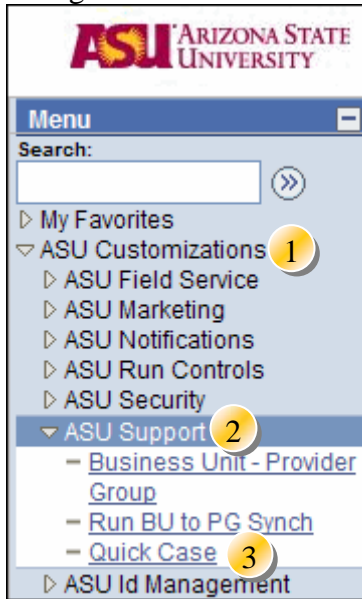 ASU ARIZONA STATE
UNIVERSITY
Menu
Search:
My Favorites
ASU Customizations 1
ASU Field Service
ASU Marketing
ASU Notifications
ASU Run Controls
ASU Security
ASU Support 2
Business Unit - Provider
Group
Run BU to PG Synch
Quick Case 3
ASU Id Management